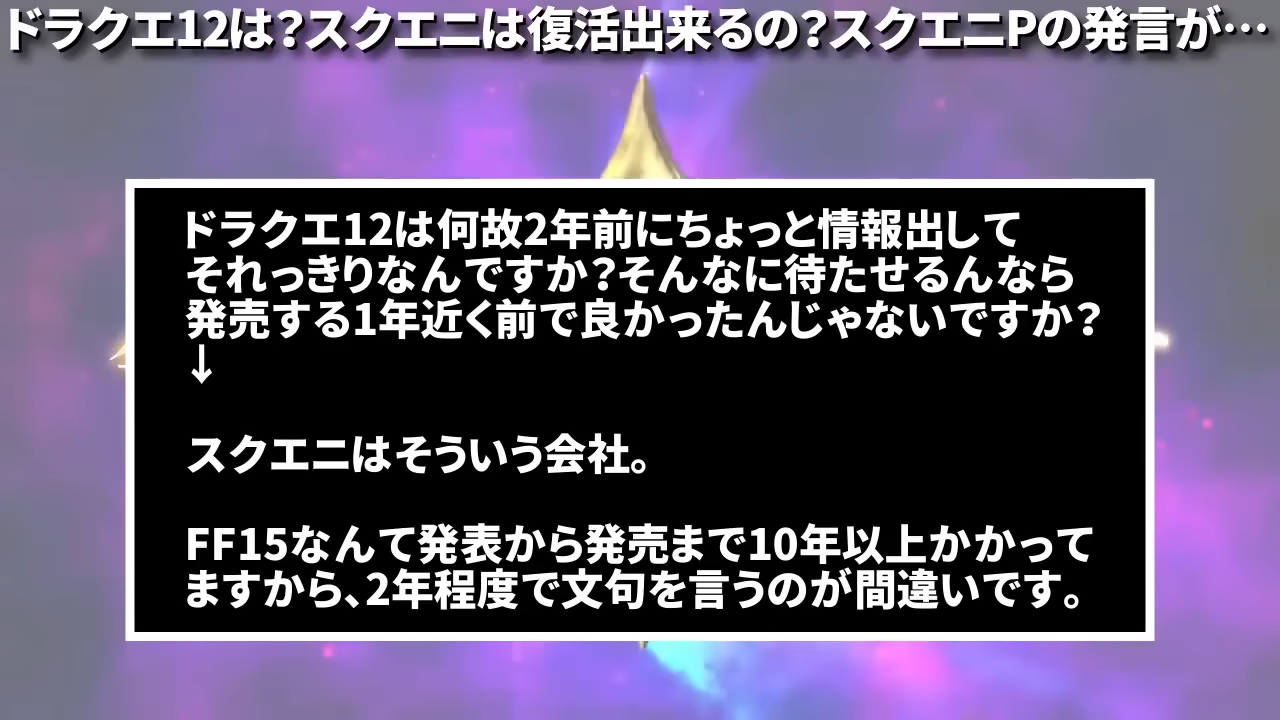 ドラクエ12は？スクエニは復活出来るの？スクエニPの発言が…
ドラクエ12は何故2年前にちょっと情報出して
それっきりなんですか？そんなに待たせるんなら
発売する1年近く前で良かったんじゃないですか？
↓
スクエニはそういう会社。
FF15なんて発表から発売まで10年以上かかって
ますから、2年程度で文句を言うのが間違いです。